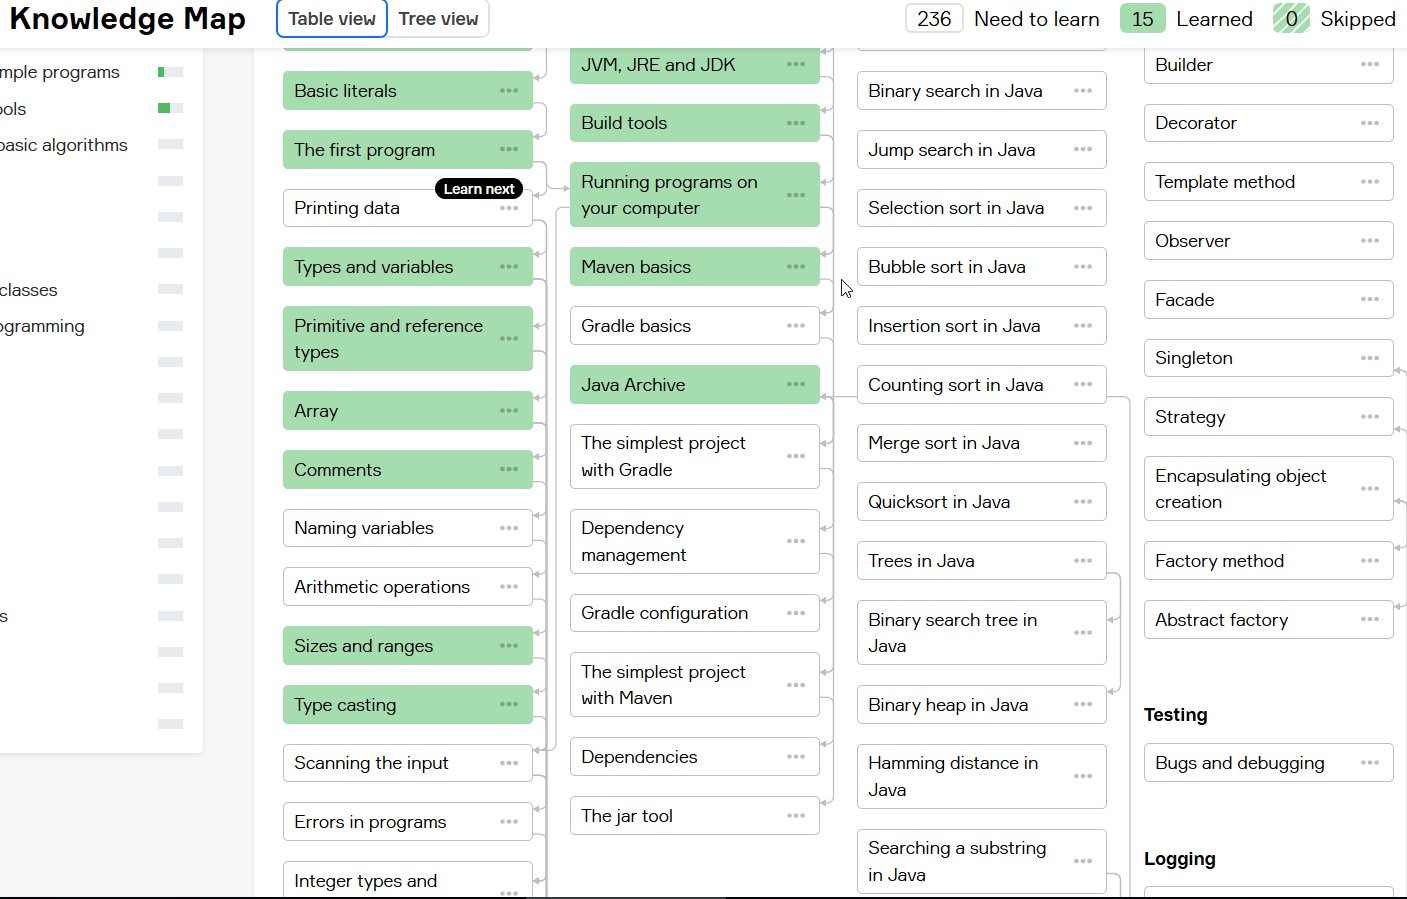 Knowledge Map
Table view
Tree view
236
Need to learn
15
Learned
0
Skipped
mple programs
ools
basic algorithms
classes
ogramming
s
Basic literals
The first program
Learn next
Printing data
Types and variables
Primitive and reference
types
Array
Comments
Naming variables
Arithmetic operations
Sizes and ranges
Type casting
Scanning the input
Errors in programs
Integer types and
JVM, JRE and JDK
Build tools
Running programs on
your computer
Maven basics
Gradle basics
Java Archive
The simplest project
with Gradle
Dependency
management
Gradle configuration
The simplest project
with Maven
Dependencies
The jar tool
Binary search in Java
Jump search in Java
Selection sort in Java
Bubble sort in Java
Insertion sort in Java
Counting sort in Java
Merge sort in Java
Quicksort in Java
Trees in Java
Binary search tree in
Java
Binary heap in Java
Hamming distance in
Java
Searching a substring
in Java
Builder
Decorator
Template method
Observer
Facade
Singleton
Strategy
Encapsulating object
creation
Factory method
Abstract factory
Testing
Bugs and debugging
Logging